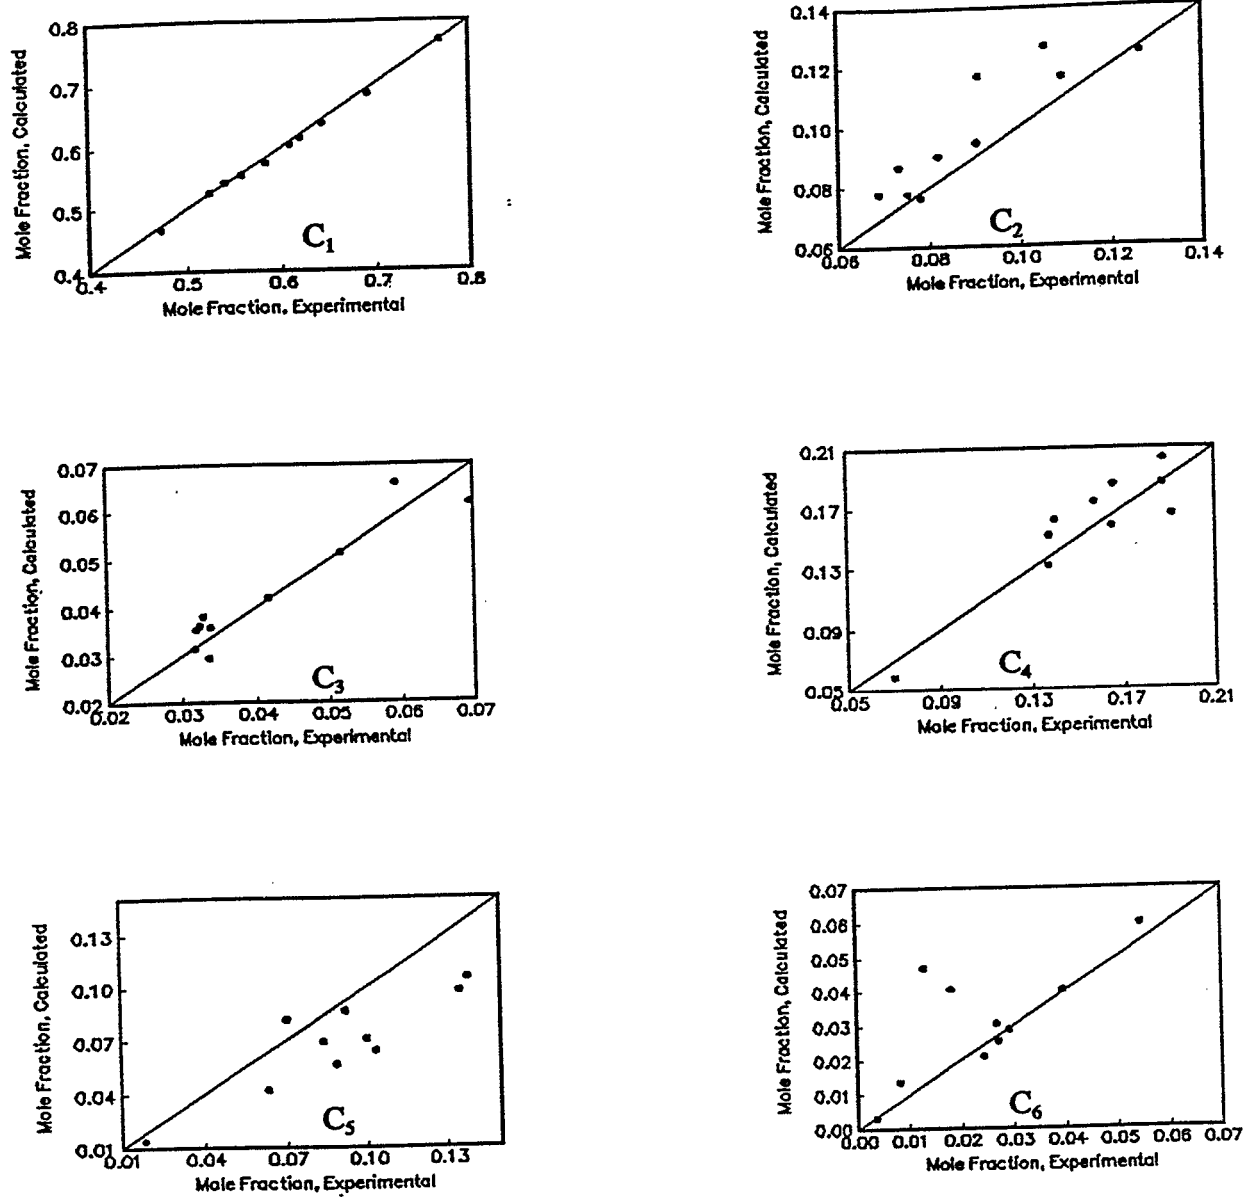 0.8
0.7
0.6
0.5
0.4
0.4 0.5 0.6 0.7 0.8
Mole Fraction, Calculated
Mole Fraction, Experimental
C1
0.14
0.12
0.10
0.08
0.06
0.06 0.08 0.10 0.12 0.14
Mole Fraction, Calculated
Mole Fraction, Experimental
C2
0.07
0.06
0.05
0.04
0.03
0.02
0.02 0.03 0.04 0.05 0.06 0.07
Mole Fraction, Calculated
Mole Fraction, Experimental
C3
0.21
0.17
0.13
0.09
0.05
0.05 0.09 0.13 0.17 0.21
Mole Fraction, Calculated
Mole Fraction, Experimental
C4
0.13
0.10
0.07
0.04
0.01
0.01 0.04 0.07 0.10 0.13
Mole Fraction, Calculated
Mole Fraction, Experimental
C5
0.07
0.06
0.05
0.04
0.03
0.02
0.01
0.00
0.00 0.01 0.02 0.03 0.04 0.05 0.06 0.07
Mole Fraction, Calculated
Mole Fraction, Experimental
C6